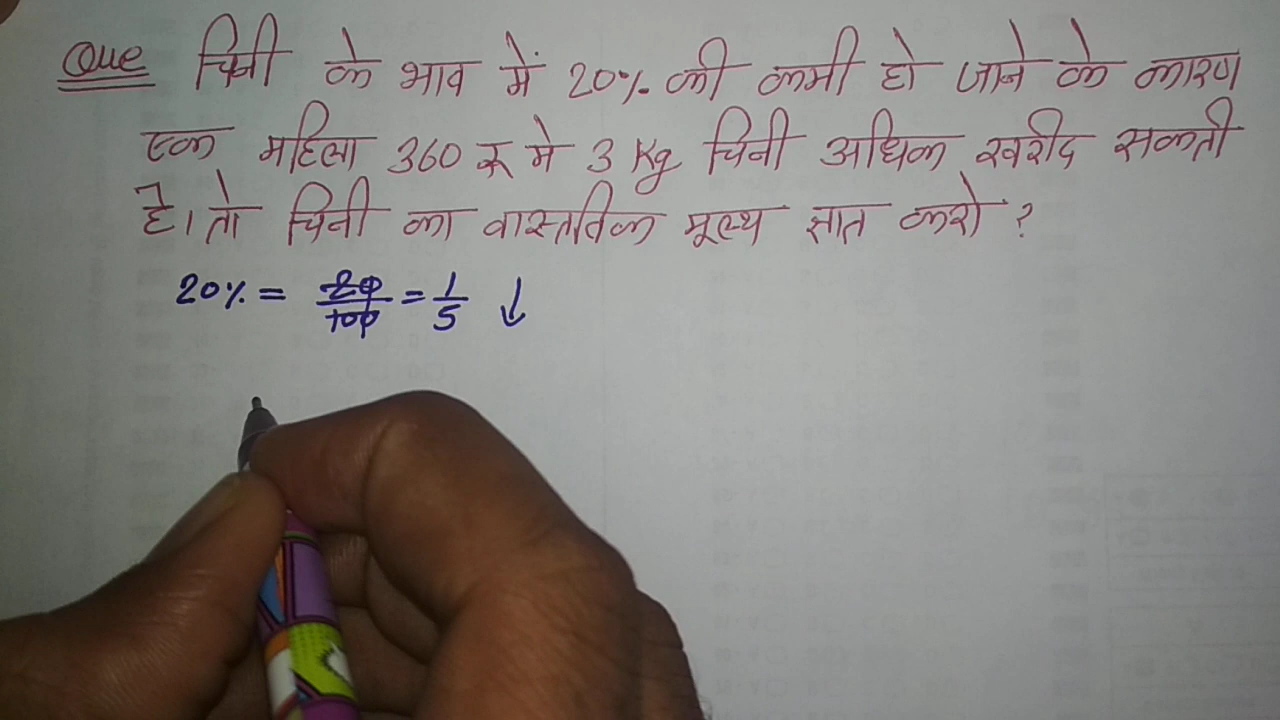 Que चिनी के भाव में 20% की कमी हो जाने के कारण
एक महिला 360 रू मे 3 Kg चिनी अधिक खरीद सकती
है। तो चिनी का वास्तविक मूल्य ज्ञात करो ?
20% = 20/100 = 1/5 ↓